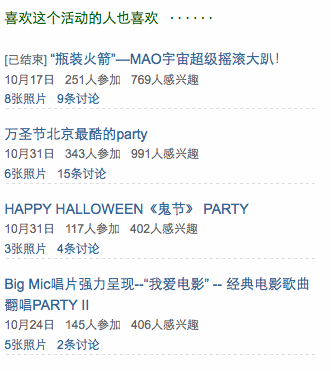 喜欢这个活动的人也喜欢 · · · · · ·
[已结束] “瓶装火箭”—MAO宇宙超级摇滚大趴!
10月17日 251人参加 769人感兴趣
8张照片 9条讨论
万圣节北京最酷的party
10月31日 343人参加 991人感兴趣
6张照片 15条讨论
HAPPY HALLOWEEN《鬼节》 PARTY
10月31日 117人参加 402人感兴趣
3张照片 4条讨论
Big Mic唱片强力呈现--“我爱电影” -- 经典电影歌曲
翻唱PARTY II
10月24日 145人参加 406人感兴趣
5张照片 2条讨论